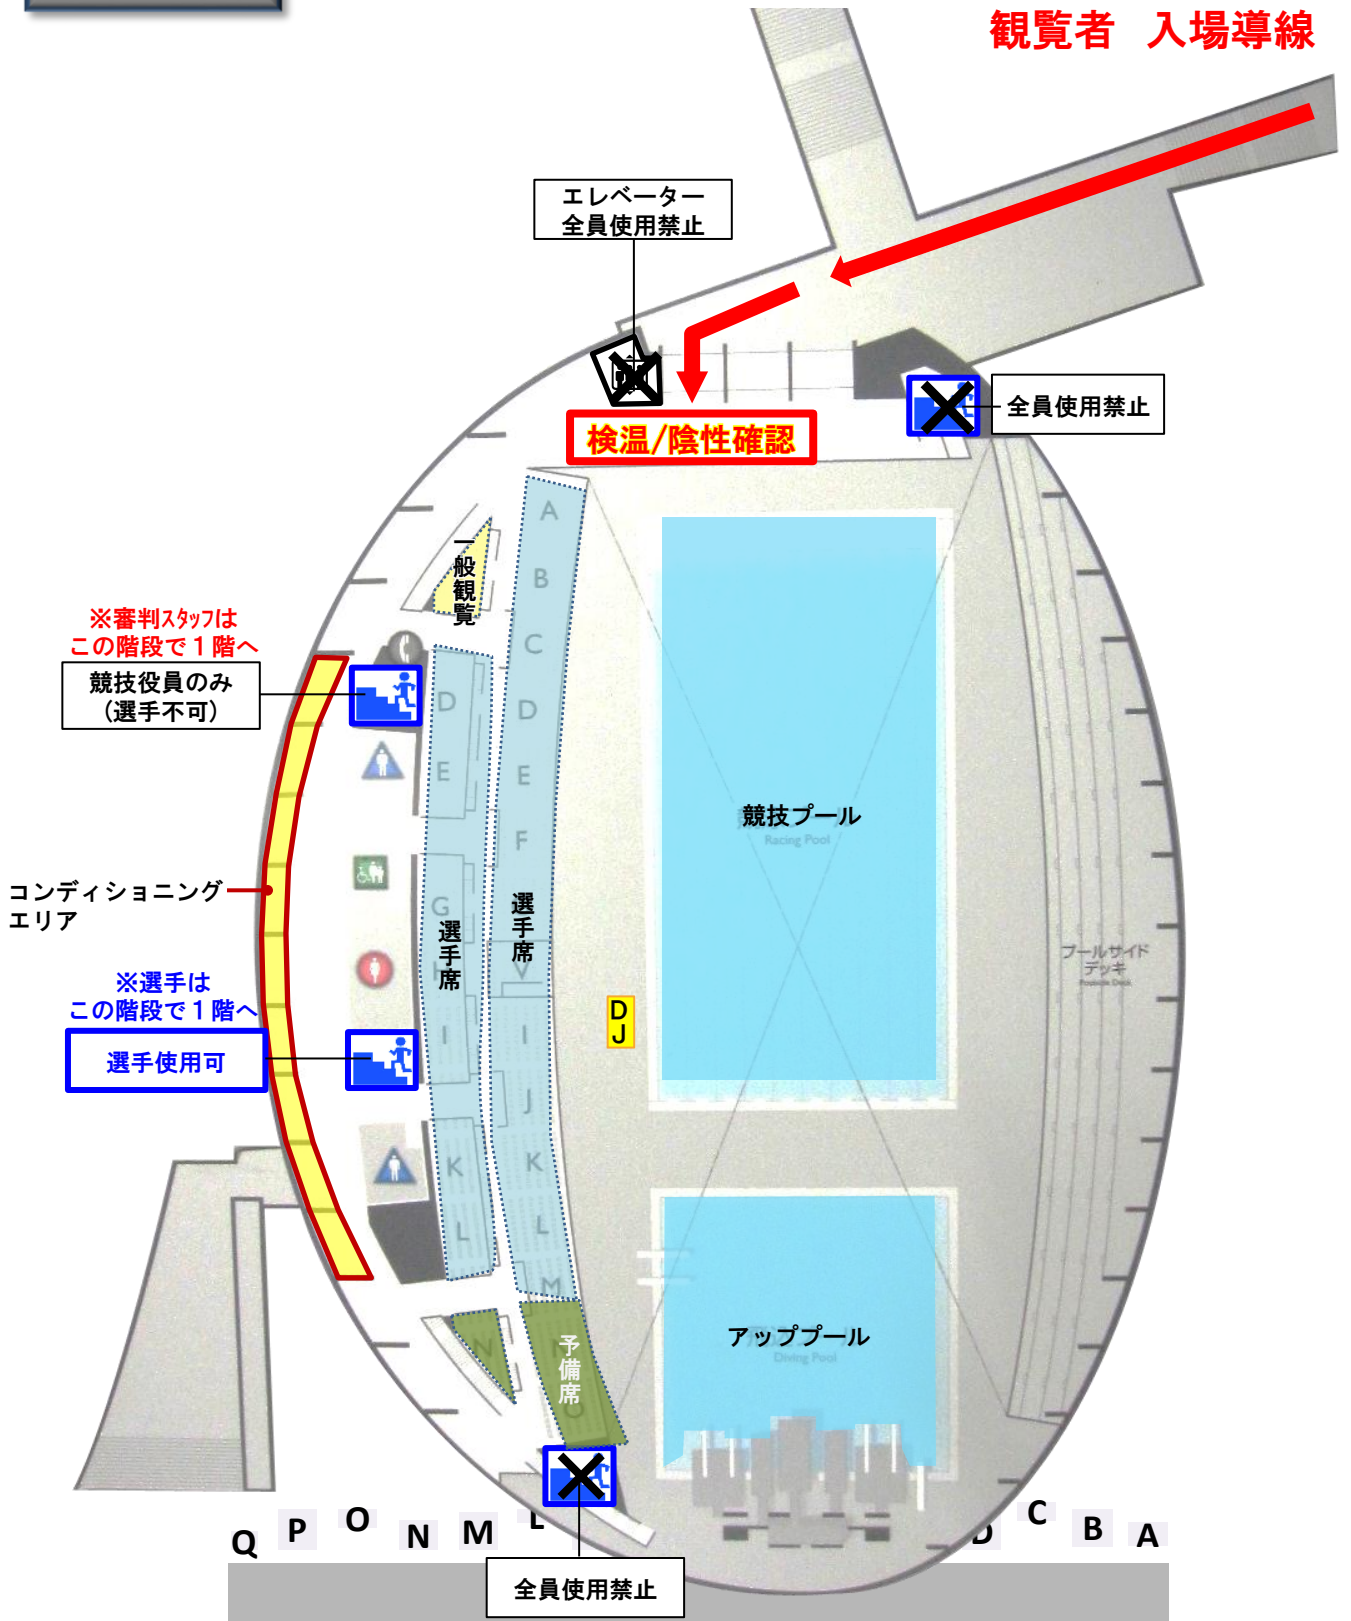 観覧者 入場導線
エレベーター
全員使用禁止
全員使用禁止
検温/陰性確認
A
B
C
D
E
F
一般観覧
※審判スタッフは
この階段で１階へ
競技役員のみ
（選手不可）
D
E
G
H
I
K
L
選手席
選手席
I
J
K
L
M
競技プール
Racing Pool
コンディショニング
エリア
プールサイド
デッキ
Poolside Deck
DJ
※選手は
この階段で１階へ
選手使用可
アッププール
Diving Pool
N
予備席
O
Q P O N M L D C B A
全員使用禁止